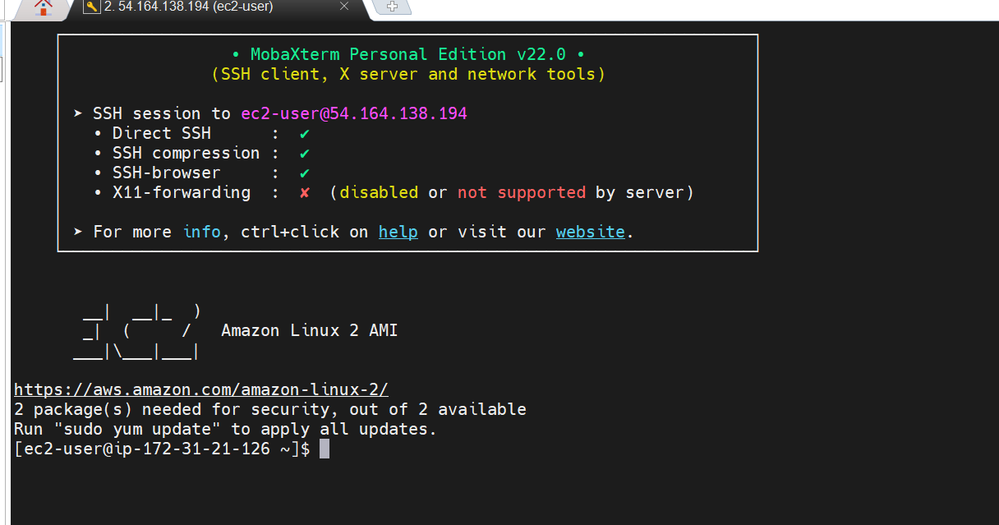 2. 54.164.138.194 (ec2-user)
• MobaXterm Personal Edition v22.0 •
(SSH client, X server and network tools)
➤ SSH session to ec2-user@54.164.138.194
• Direct SSH : ✔
• SSH compression : ✔
• SSH-browser : ✔
• X11-forwarding : ✘ (disabled or not supported by server)
➤ For more info, ctrl+click on help or visit our website.
__| __|_ )
_| ( / Amazon Linux 2 AMI
___|\___|___|
https://aws.amazon.com/amazon-linux-2/
2 package(s) needed for security, out of 2 available
Run "sudo yum update" to apply all updates.
[ec2-user@ip-172-31-21-126 ~]$